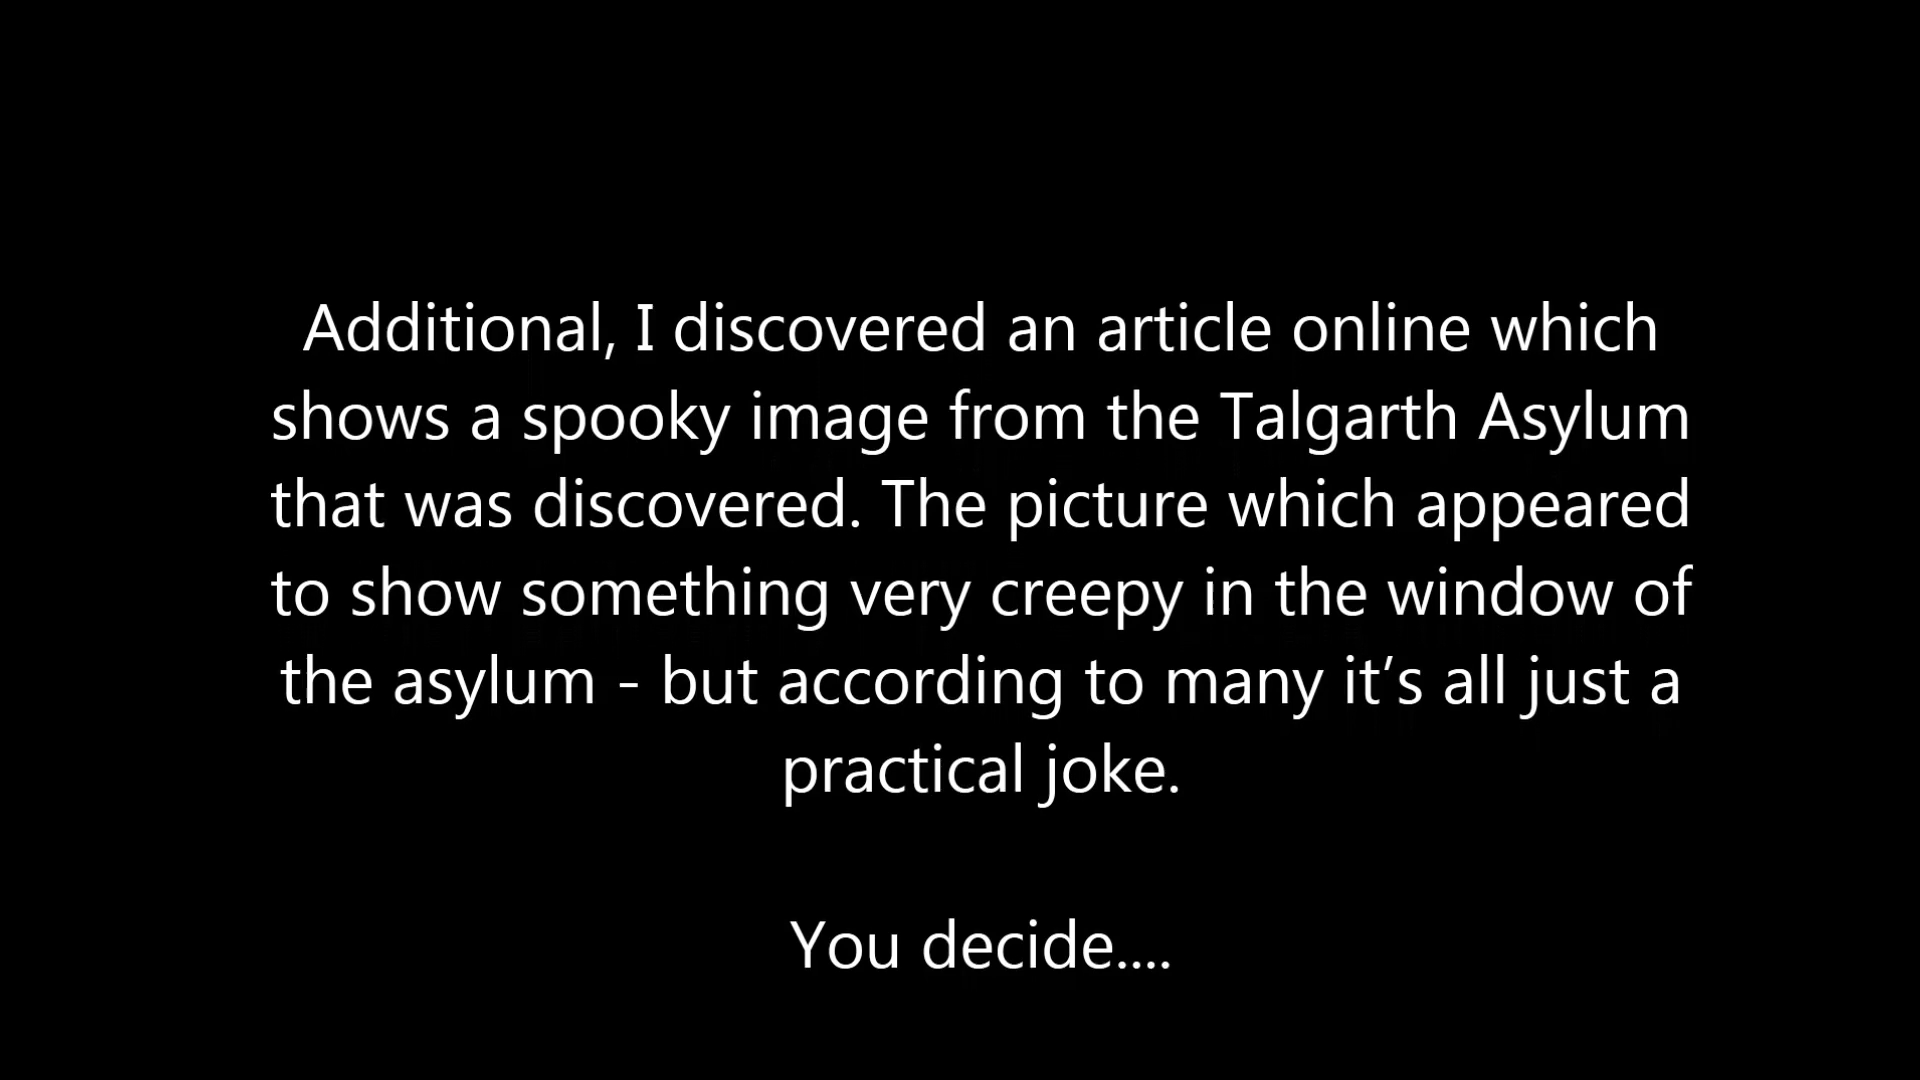 Additional, I discovered an article online which
shows a spooky image from the Talgarth Asylum
that was discovered. The picture which appeared
to show something very creepy in the window of
the asylum - but according to many it’s all just a
practical joke.
You decide....